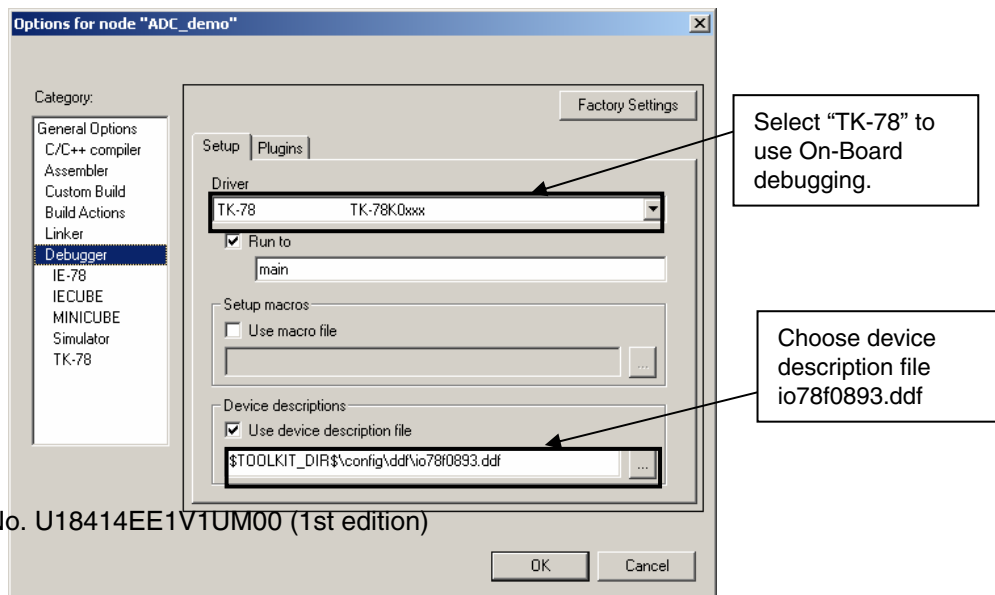 Options for node "ADC_demo"
Category:
General Options
C/C++ compiler
Assembler
Custom Build
Build Actions
Linker
Debugger
IE-78
IECUBE
MINICUBE
Simulator
TK-78
Factory Settings
Setup
Plugins
Driver
TK-78 TK-78K0xxx
Run to
main
Setup macros
Use macro file
...
Device descriptions
Use device description file
$TOOLKIT_DIR$\config\ddf\io78f0893.ddf
...
OK
Cancel
Select “TK-78” to
use On-Board
debugging.
Choose device
description file
io78f0893.ddf
No. U18414EE1V1UM00 (1st edition)